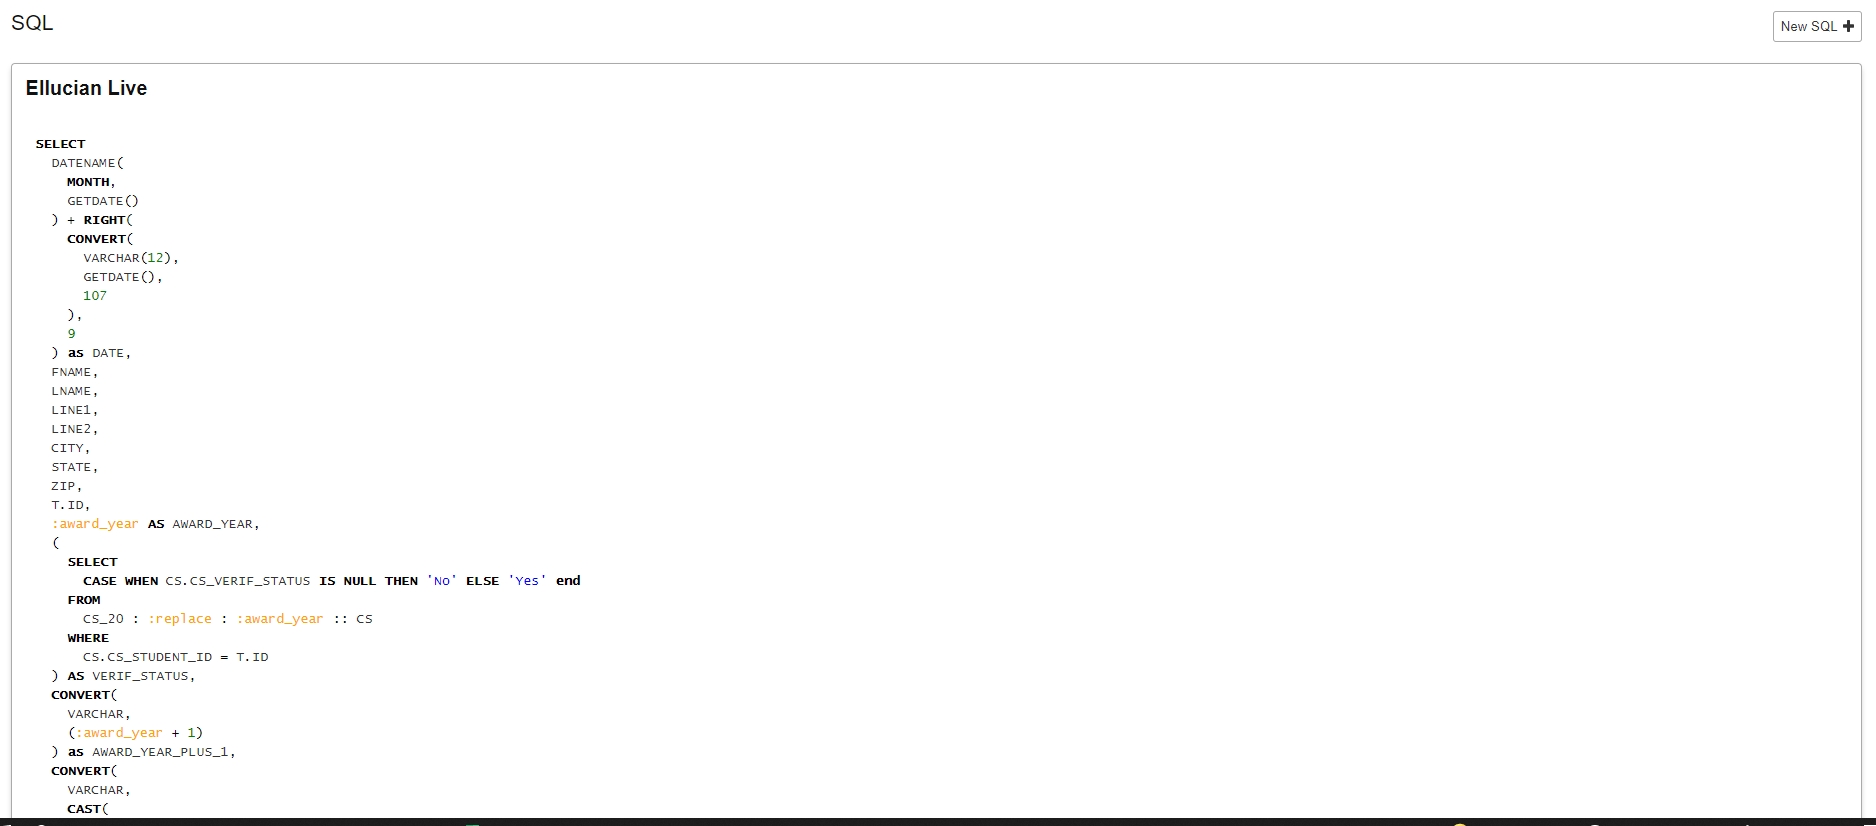 SQL
New SQL +
Ellucian Live
SELECT
DATENAME(
MONTH,
GETDATE()
) + RIGHT(
CONVERT(
VARCHAR(12),
GETDATE(),
107
),
9
) as DATE,
FNAME,
LNAME,
LINE1,
LINE2,
CITY,
STATE,
ZIP,
T.ID,
:award_year AS AWARD_YEAR,
(
SELECT
CASE WHEN CS.CS_VERIF_STATUS IS NULL THEN 'No' ELSE 'Yes' end
FROM
CS_20 : :replace : :award_year :: CS
WHERE
CS.CS_STUDENT_ID = T.ID
) AS VERIF_STATUS,
CONVERT(
VARCHAR,
(:award_year + 1)
) as AWARD_YEAR_PLUS_1,
CONVERT(
VARCHAR,
CAST(